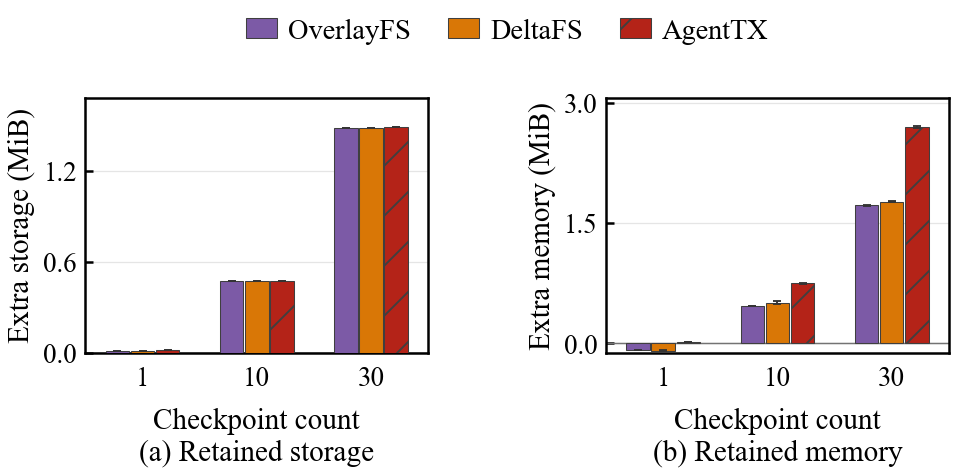 OverlayFS DeltaFS AgentTX
Extra storage (MiB)
1.2
0.6
0.0
1 10 30
Checkpoint count
(a) Retained storage
Extra memory (MiB)
3.0
1.5
0.0
1 10 30
Checkpoint count
(b) Retained memory